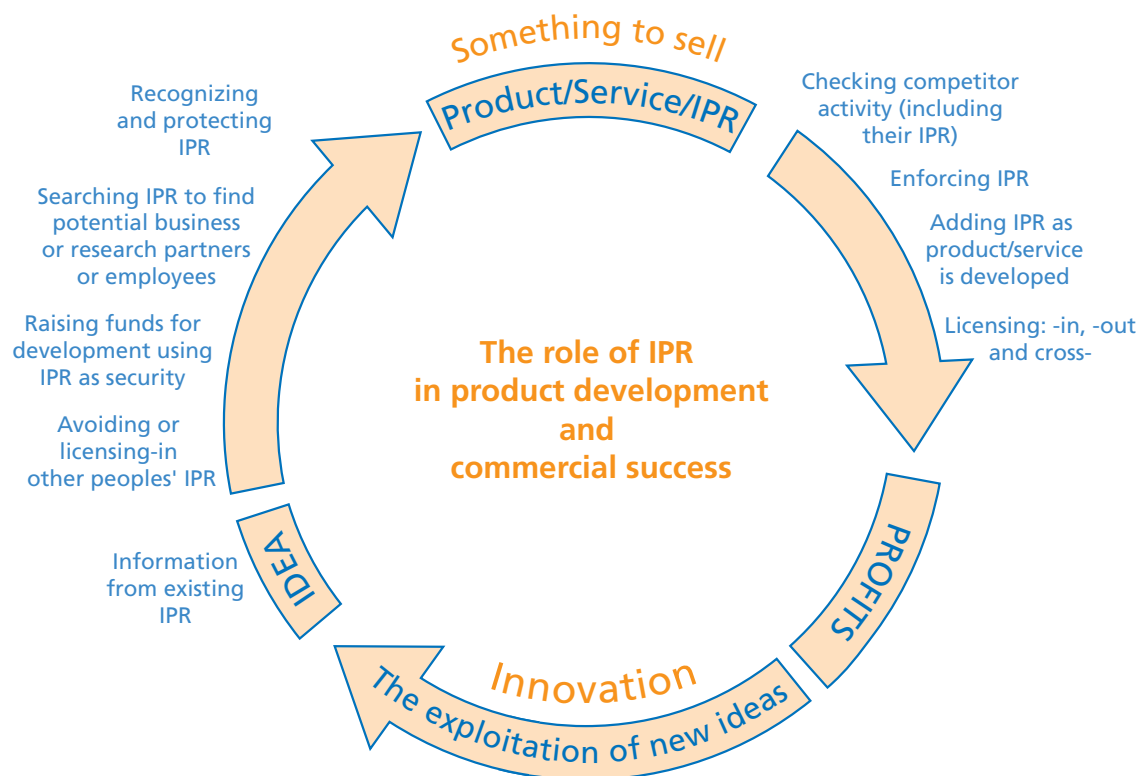 Something to sell
Product/Service/IPR
Checking competitor
activity (including
their IPR)
Enforcing IPR
Adding IPR as
product/service
is developed
Licensing: -in, -out
and cross-
PROFITS
Innovation
The exploitation of new ideas
IDEA
Information
from existing
IPR
Avoiding or
licensing-in
other peoples' IPR
Raising funds for
development using
IPR as security
Searching IPR to find
potential business
or research partners
or employees
Recognizing
and protecting
IPR
The role of IPR
in product development
and
commercial success